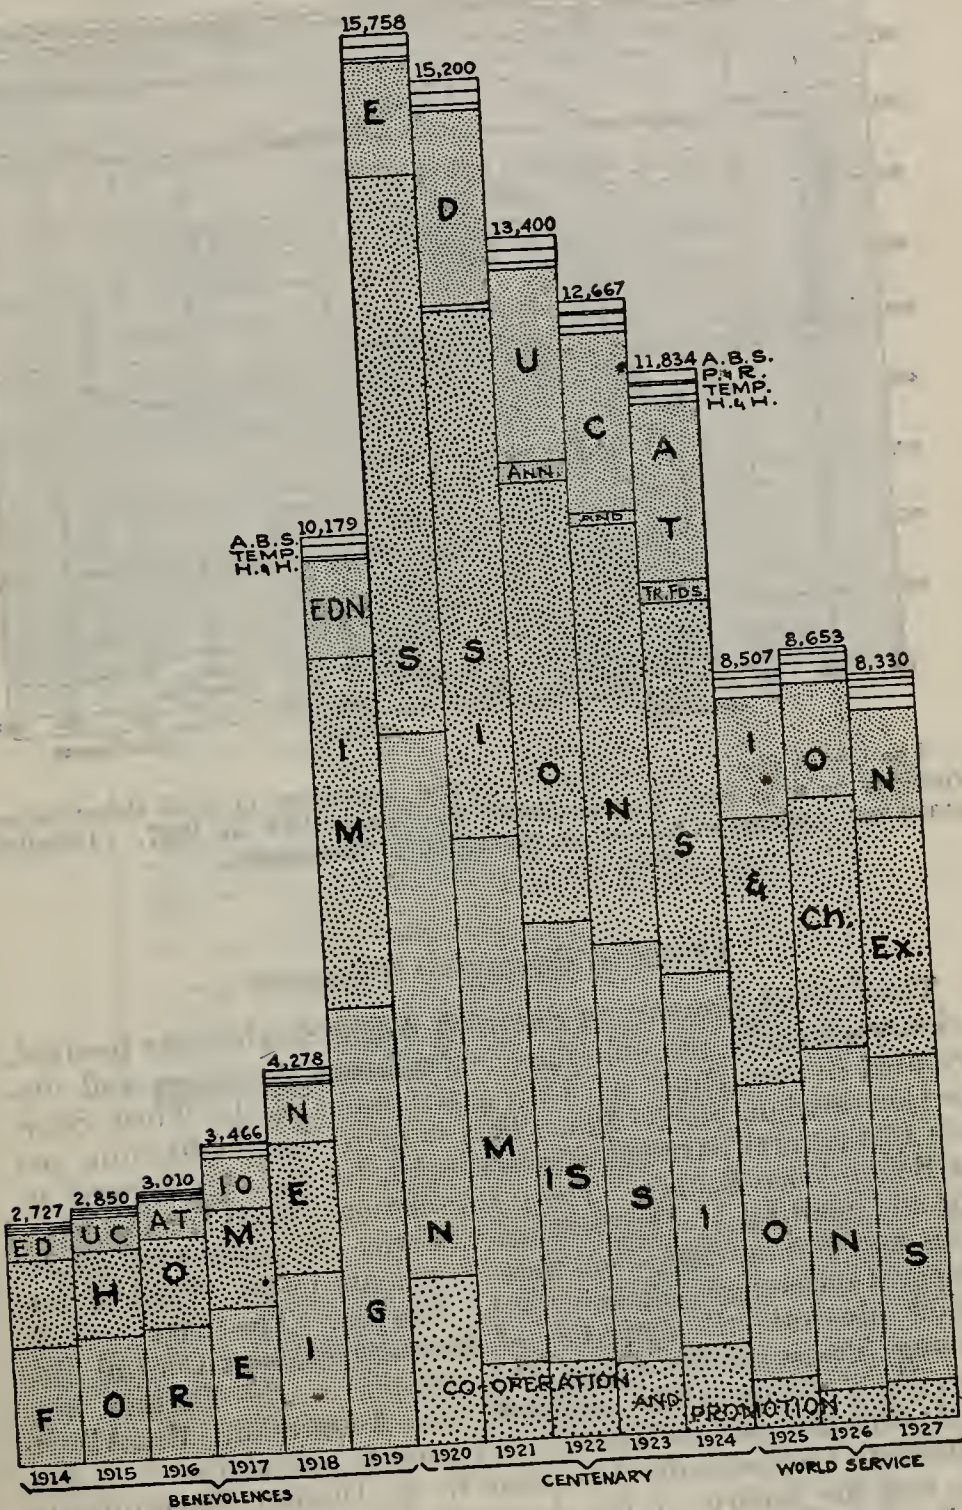 15,758
15,200
13,400
12,667
11,834
A.B.S.
P. & R.
TEMP.
H. & H.
10,179
A.B.S.
TEMP.
H. & H.
8,507
8,653
8,330
4,278
3,466
3,010
2,850
2,727
E D U C A T I O N
EDN
ANN.
AND
TR. FDS.
ED UC AT IO N
H O M E M I S S I O N S & Ch. Ex.
F O R E I G N M IS S I O N S
CO-OPERATION AND PROMOTION
1914 1915 1916 1917 1918 1919 1920 1921 1922 1923 1924 1925 1926 1927
BENEVOLENCES
CENTENARY
WORLD SERVICE